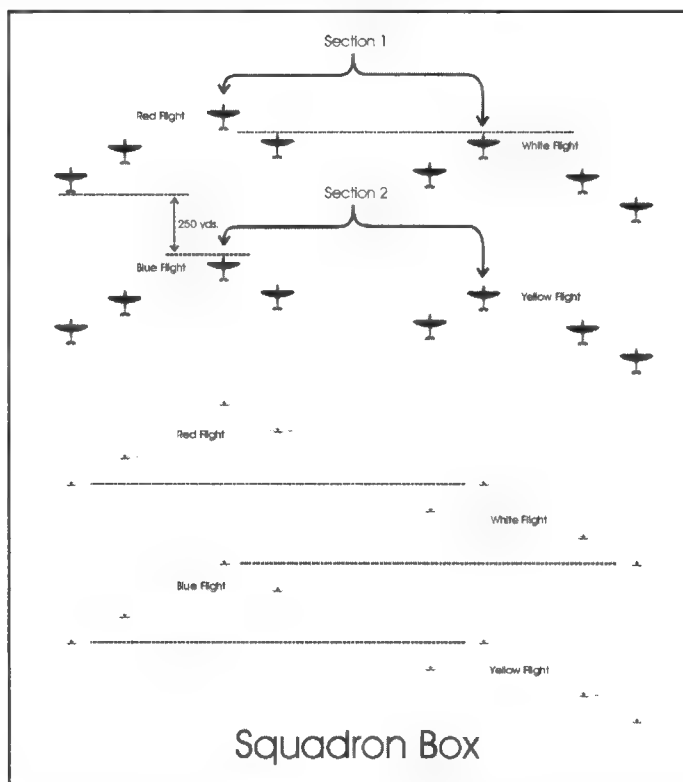 Section 1
Red Flight
White Flight
Section 2
250 yds.
Blue Flight
Yellow Flight
Red Flight
White Flight
Blue Flight
Yellow Flight
Squadron Box